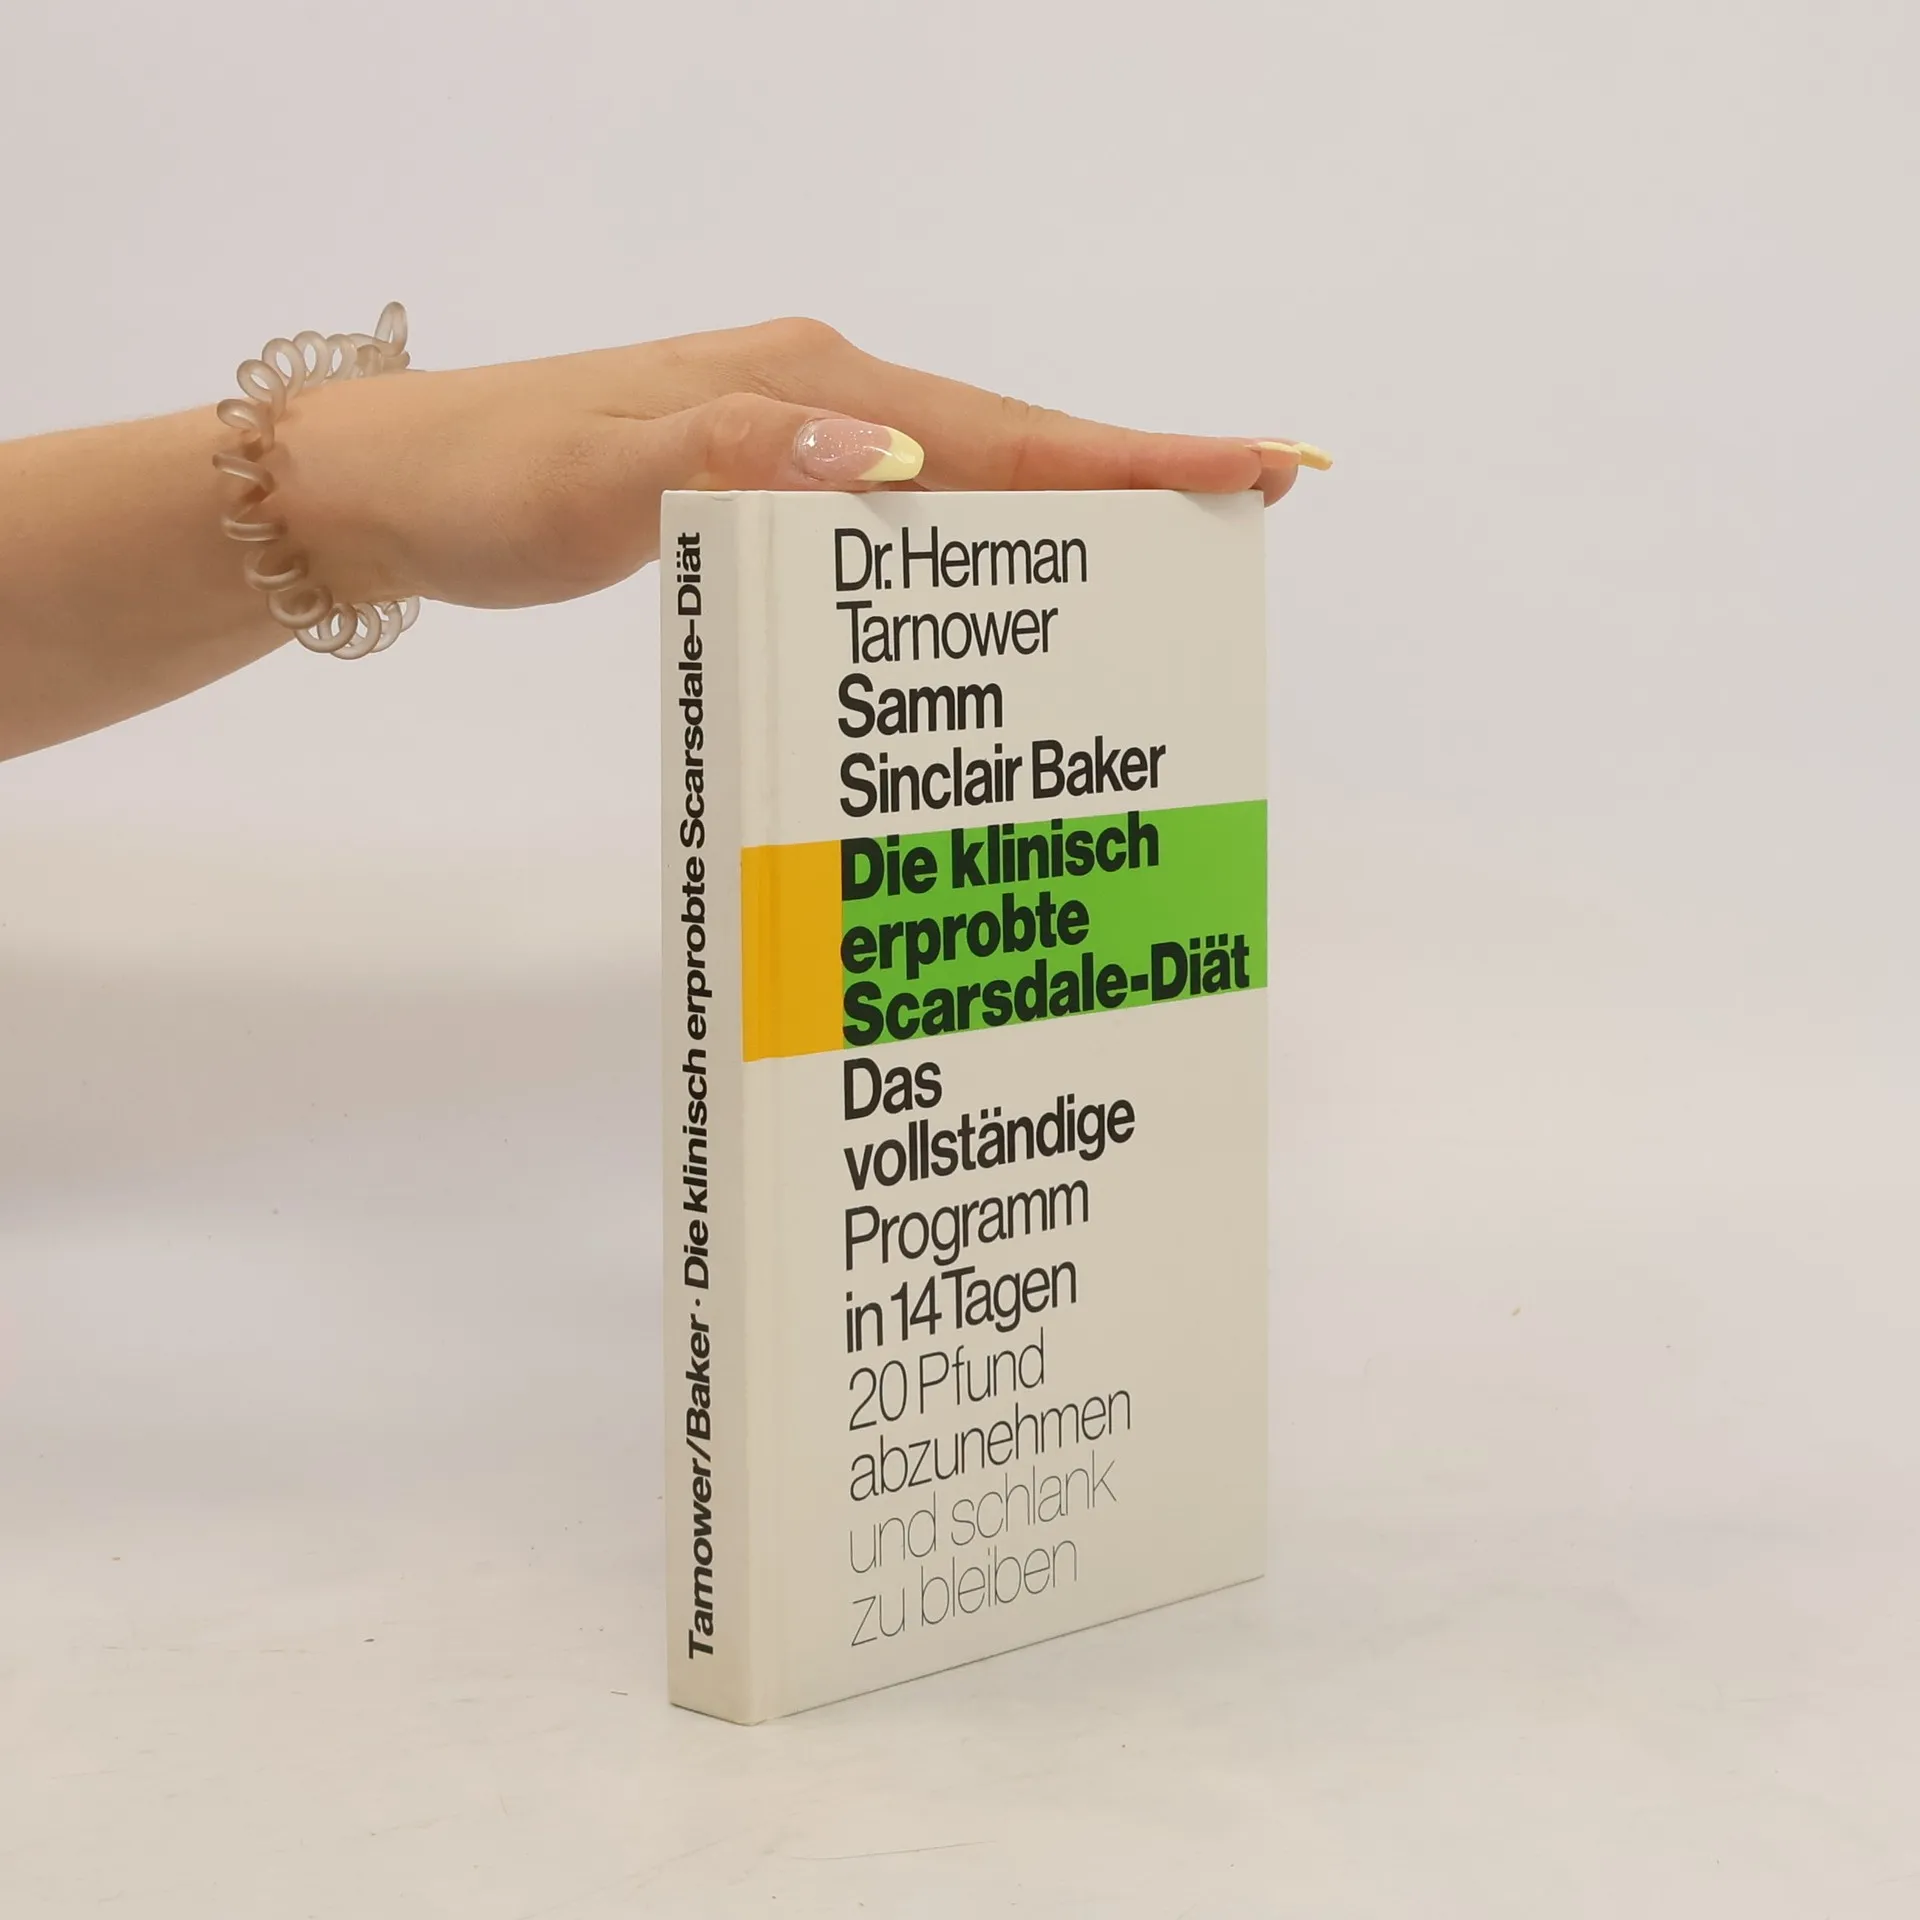 Tarnower/Baker · Die klinisch erprobte Scarsdale-Diät
Dr. Herman
Tarnower
Samm
Sinclair Baker
Die klinisch
erprobte
Scarsdale-Diät
Das
vollständige
Programm
in 14 Tagen
20 Pfund
abzunehmen
und schlank
zu bleiben